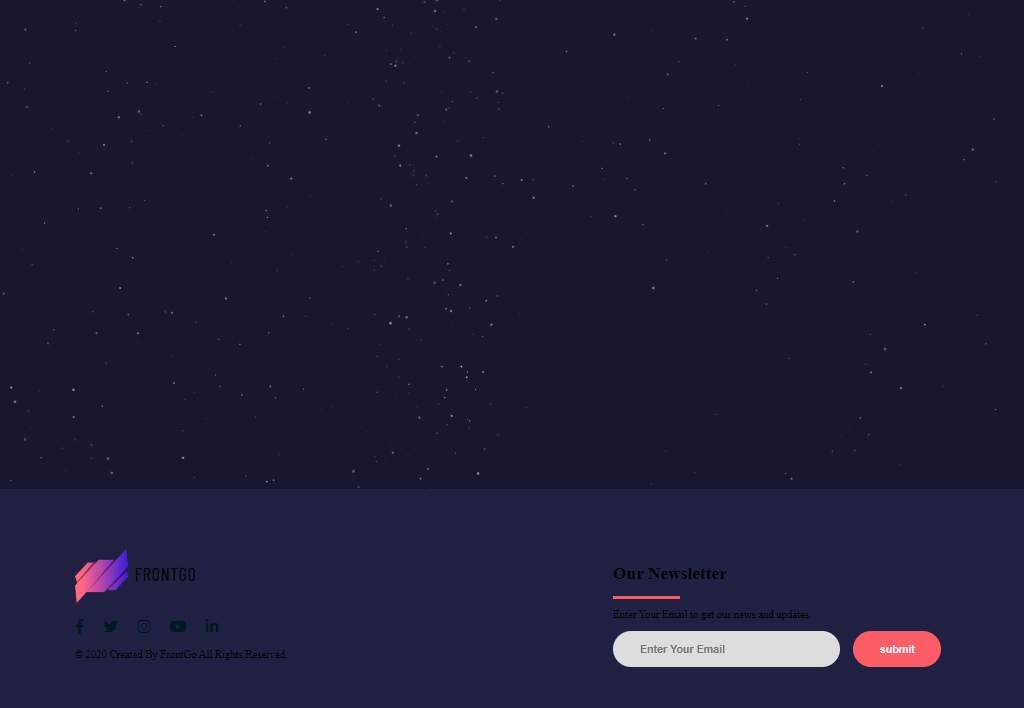 FRONTGO
© 2020 Created By FrontGo All Rights Reserved.
Our Newsletter
Enter Your Email to get our news and updates.
Enter Your Email
submit